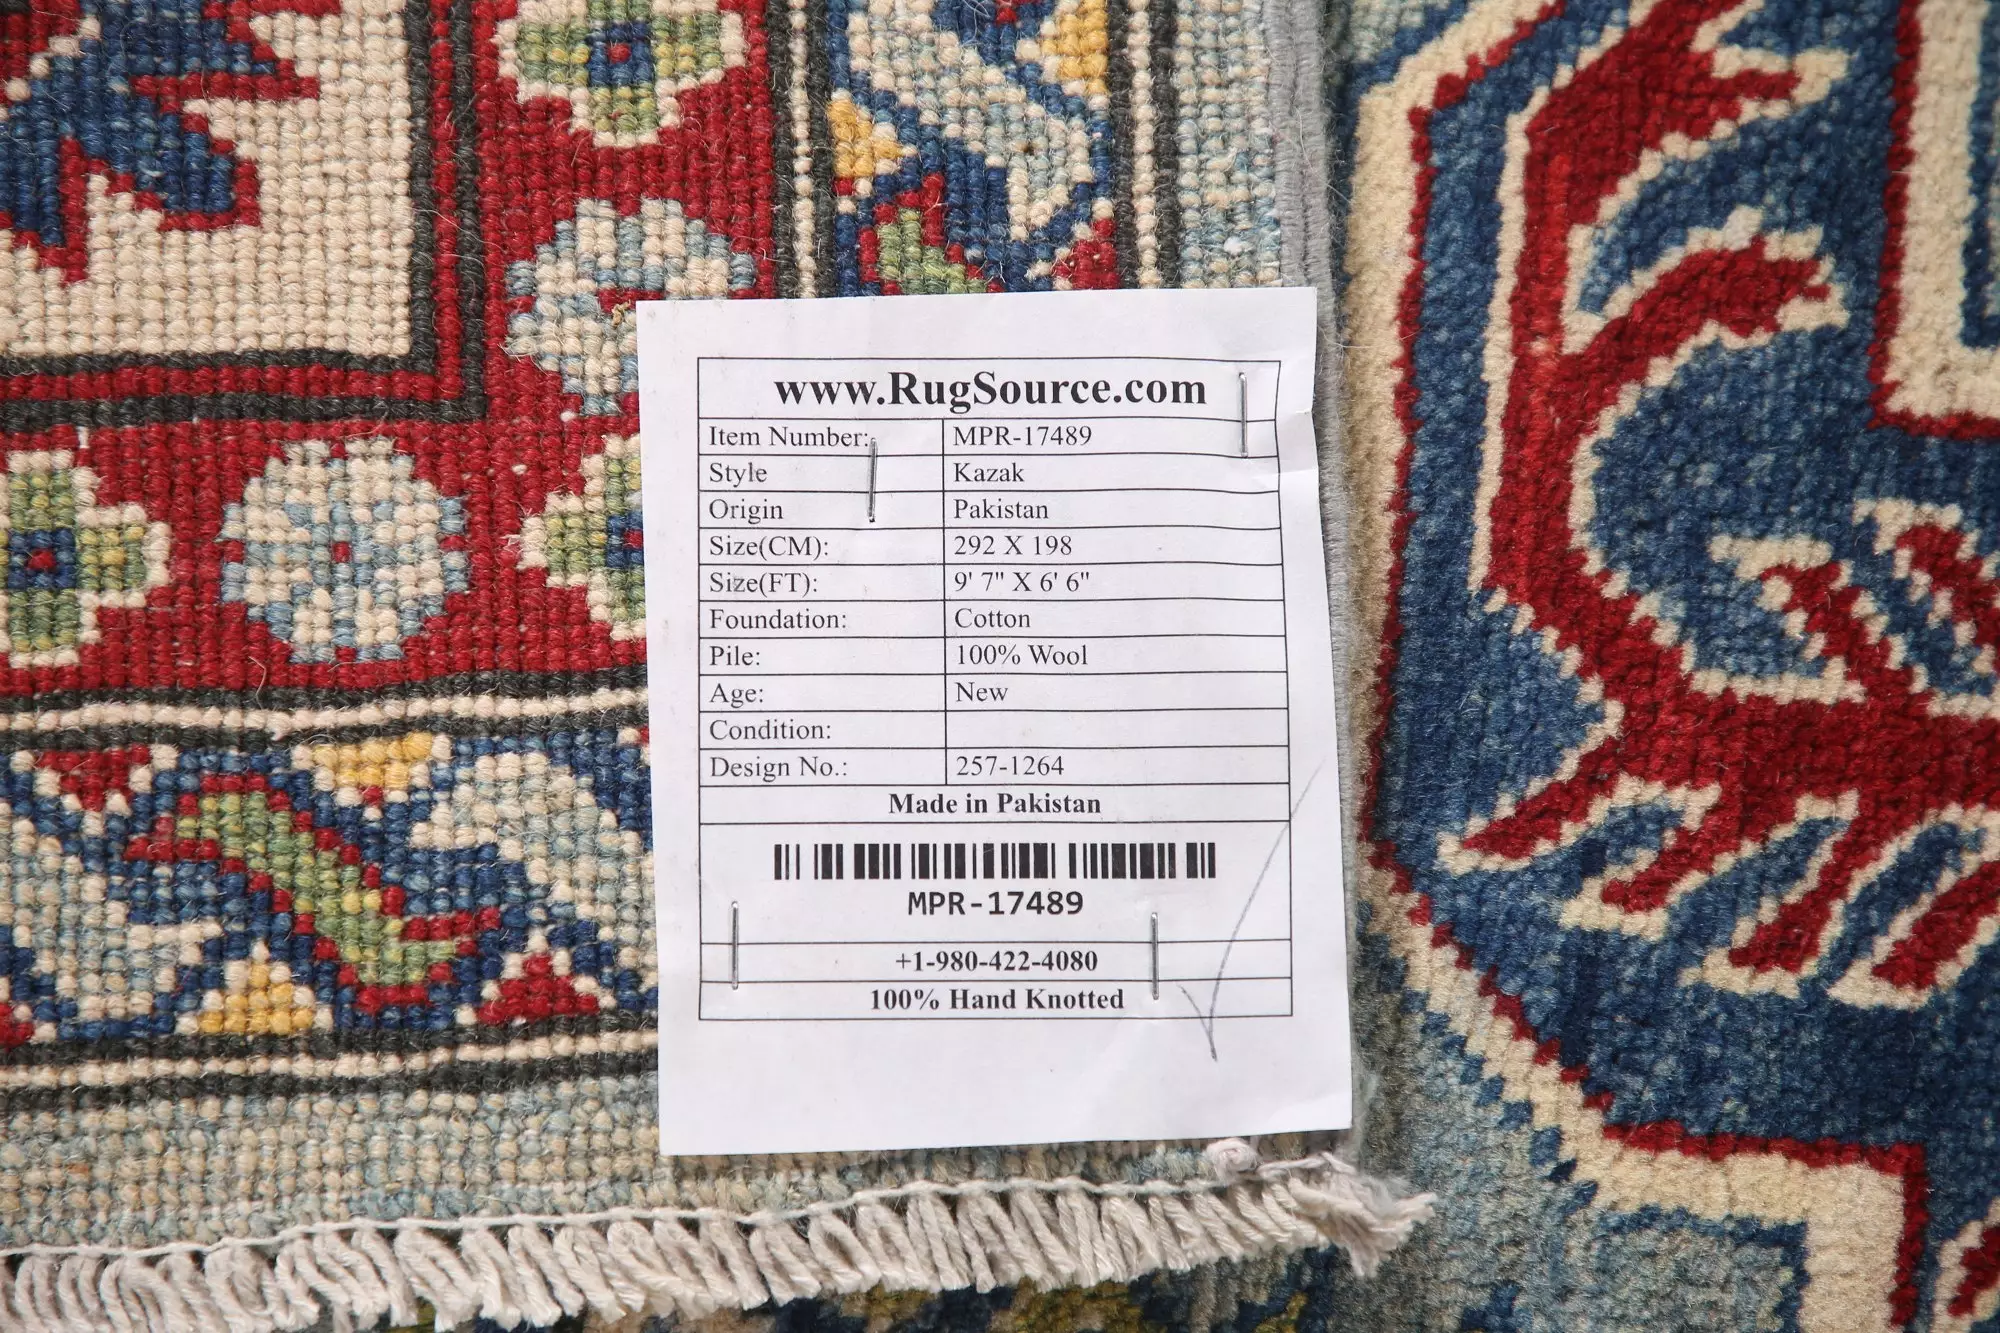 www.RugSource.com
Item Number: MPR-17489
Style Kazak
Origin Pakistan
Size(CM): 292 X 198
Size(FT): 9' 7" X 6' 6"
Foundation: Cotton
Pile: 100% Wool
Age: New
Condition:
Design No.: 257-1264
Made in Pakistan
MPR-17489
+1-980-422-4080
100% Hand Knotted